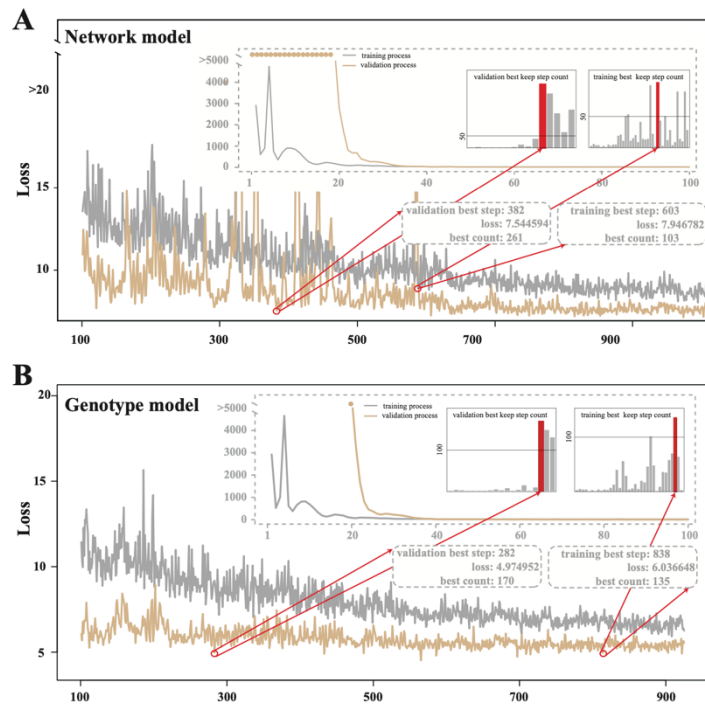 A
Network model
>20
15
10
Loss
100
300
500
700
900
>5000
4000
3000
2000
1000
0
1
20
40
60
80
100
training process
validation process
validation best keep step count
50
training best keep step count
50
validation best step: 382
loss: 7.544594
best count: 261
training best step: 603
loss: 7.946782
best count: 103
B
Genotype model
20
15
10
5
Loss
100
300
500
700
900
>5000
4000
3000
2000
1000
0
1
20
40
60
80
100
training process
validation process
validation best keep step count
100
training best keep step count
100
validation best step: 282
loss: 4.974952
best count: 170
training best step: 838
loss: 6.036648
best count: 135